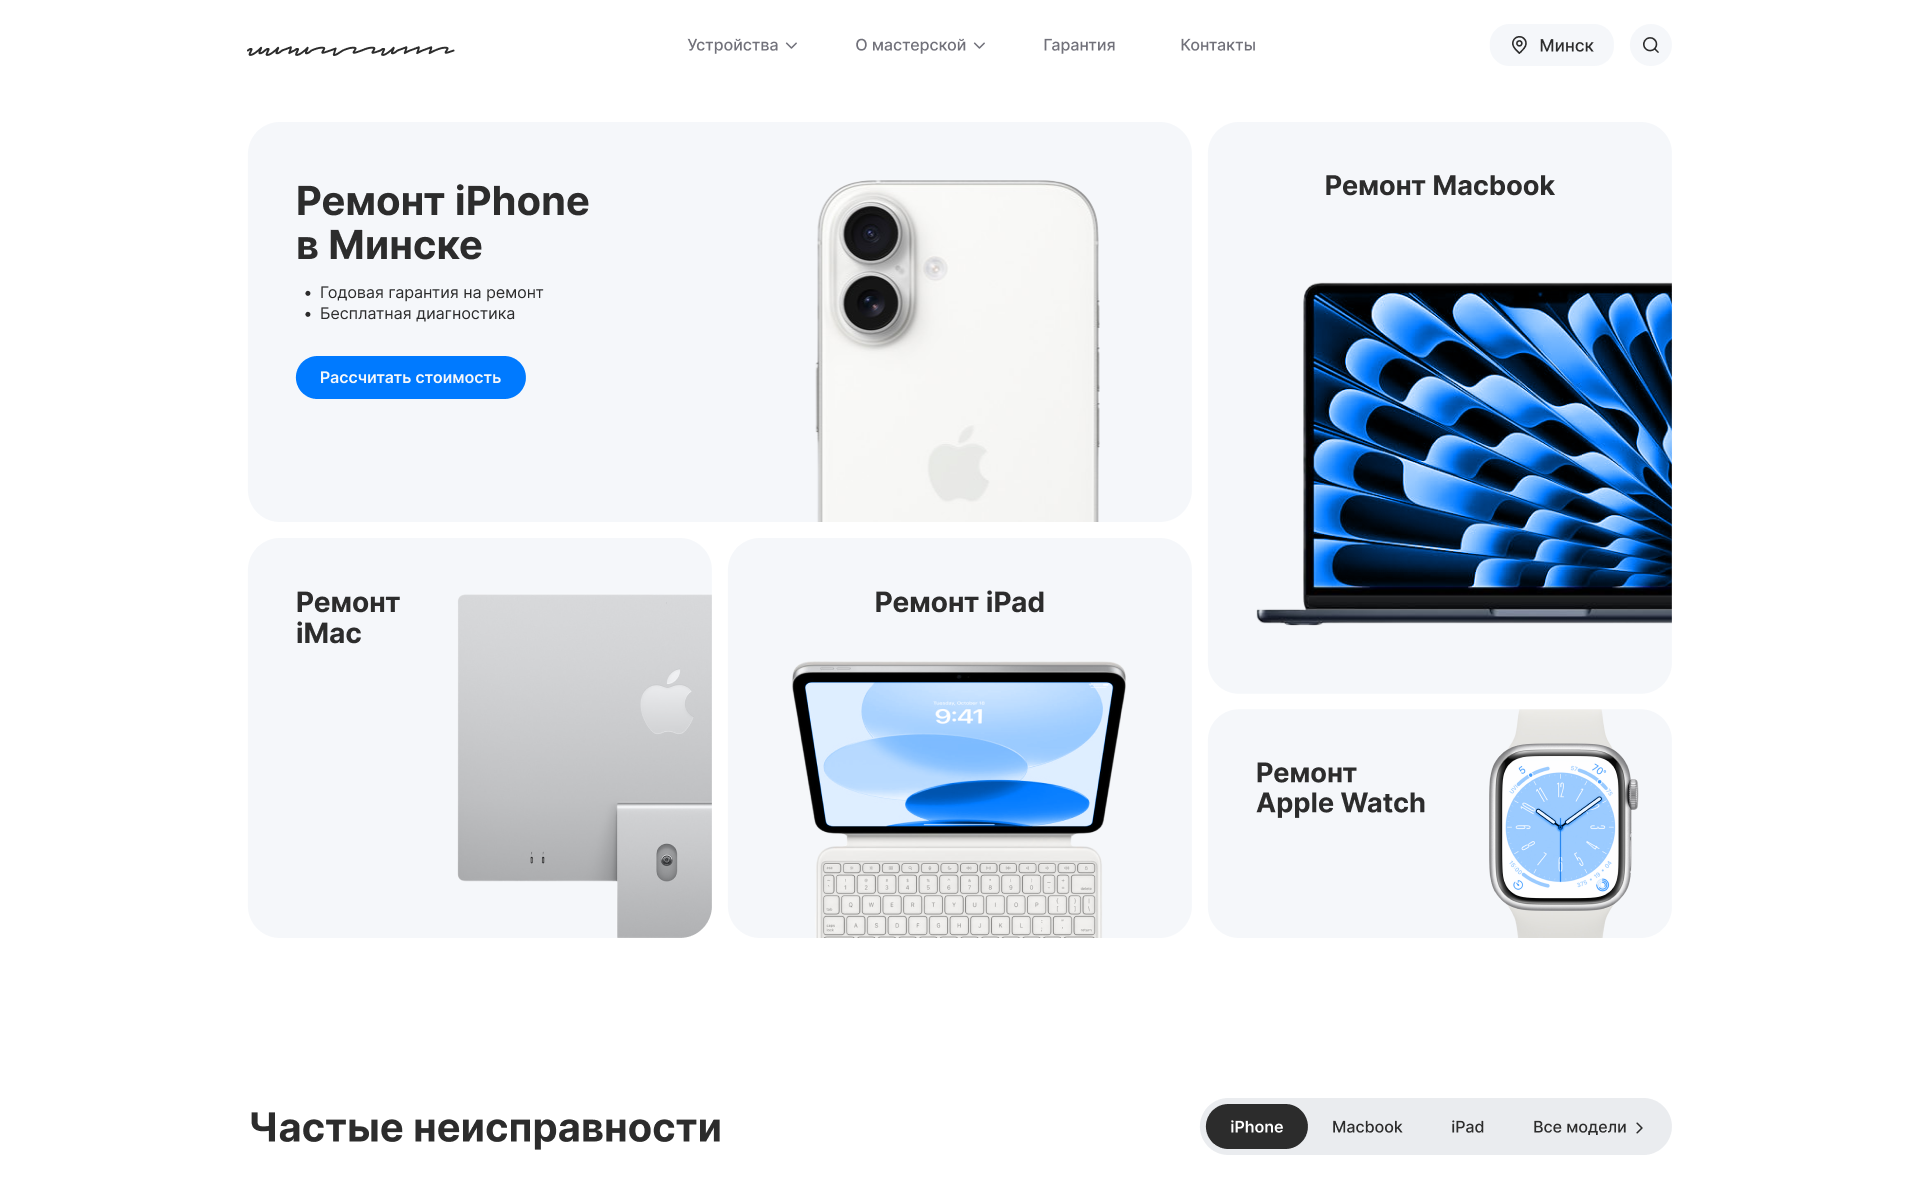 Устройства
О мастерской
Гарантия
Контакты
Минск
Ремонт iPhone
в Минске
• Годовая гарантия на ремонт
• Бесплатная диагностика
Рассчитать стоимость
Ремонт Macbook
Ремонт
iMac
Ремонт iPad
9:41
Ремонт
Apple Watch
Частые неисправности
iPhone
Macbook
iPad
Все модели